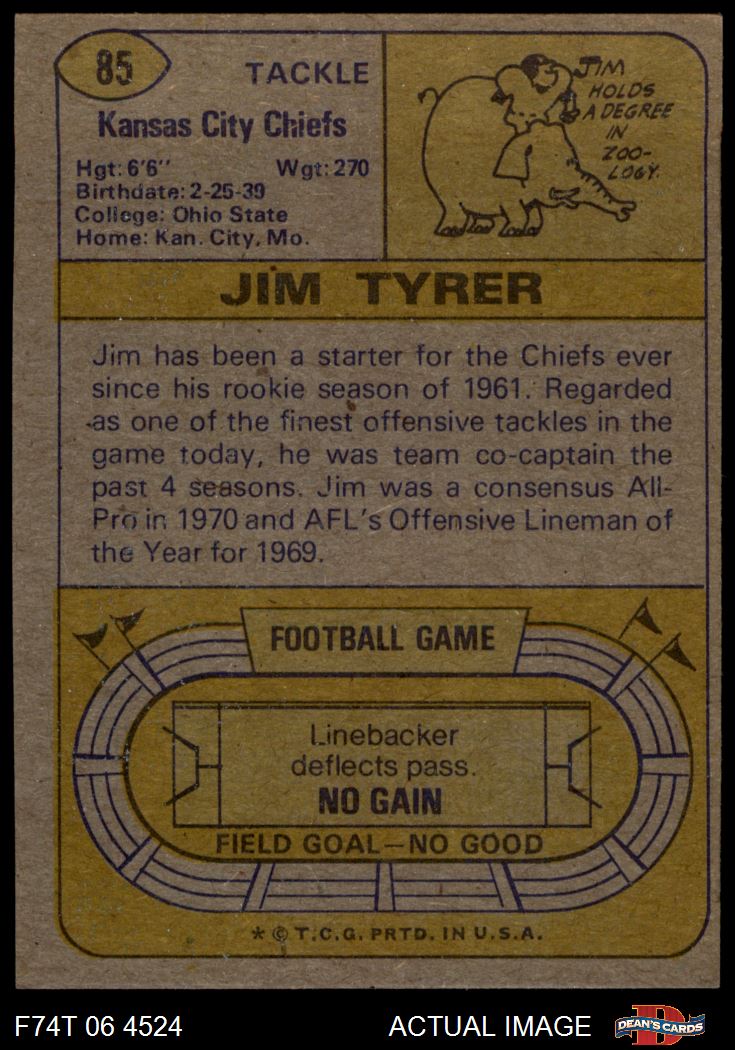 85
TACKLE
Kansas City Chiefs
Hgt: 6'6" Wgt: 270
Birthdate: 2-25-39
College: Ohio State
Home: Kan. City, Mo.
JIM
HOLDS
A DEGREE
IN
ZOO-
LOGY.
JIM TYRER
Jim has been a starter for the Chiefs ever
since his rookie season of 1961. Regarded
as one of the finest offensive tackles in the
game today, he was team co-captain the
past 4 seasons. Jim was a consensus All-
Pro in 1970 and AFL's Offensive Lineman of
the Year for 1969.
FOOTBALL GAME
Linebacker
deflects pass.
NO GAIN
FIELD GOAL—NO GOOD
* © T.C.G. PRTD. IN U.S.A.
F74T 06 4524 ACTUAL IMAGE
D
DEAN'S CARDS